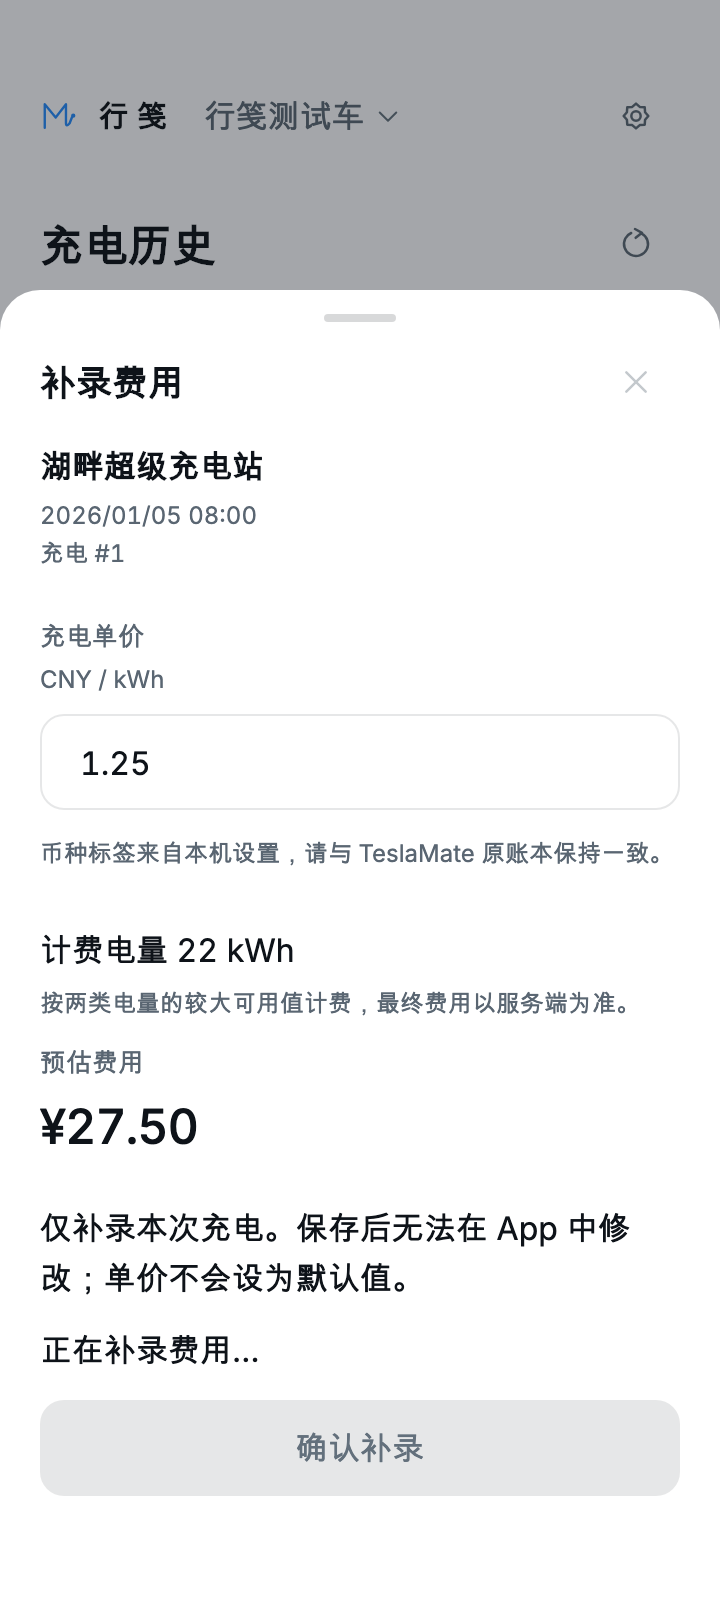 行 笺 行笺测试车
充电历史
补录费用
湖畔超级充电站
2026/01/05 08:00
充电 #1
充电单价
CNY / kWh
1.25
币种标签来自本机设置，请与 TeslaMate 原账本保持一致。
计费电量 22 kWh
按两类电量的较大可用值计费，最终费用以服务端为准。
预估费用
¥27.50
仅补录本次充电。保存后无法在 App 中修
改；单价不会设为默认值。
正在补录费用...
确认补录